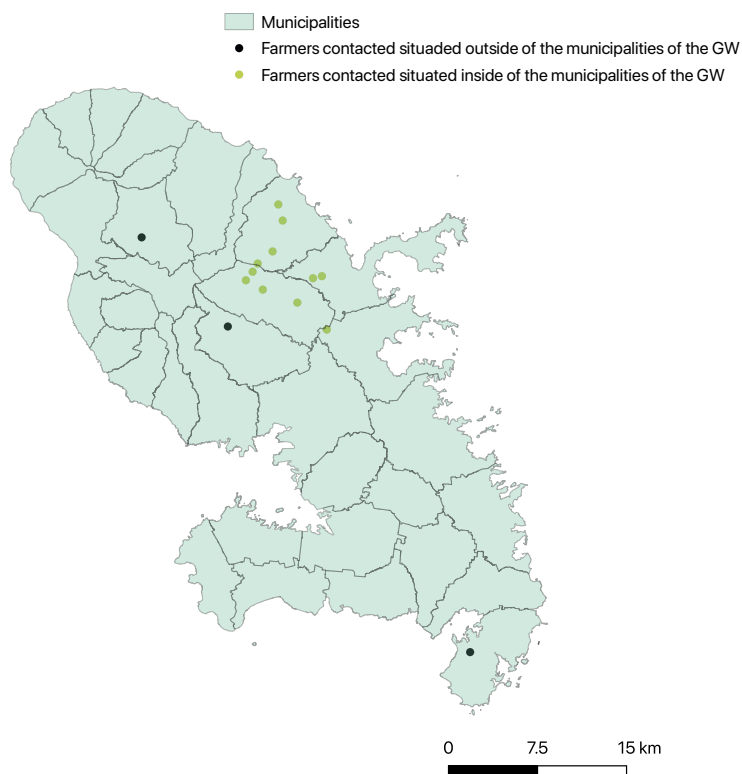 Municipalities
Farmers contacted situaded outside of the municipalities of the GW
Farmers contacted situated inside of the municipalities of the GW
0 7.5 15 km